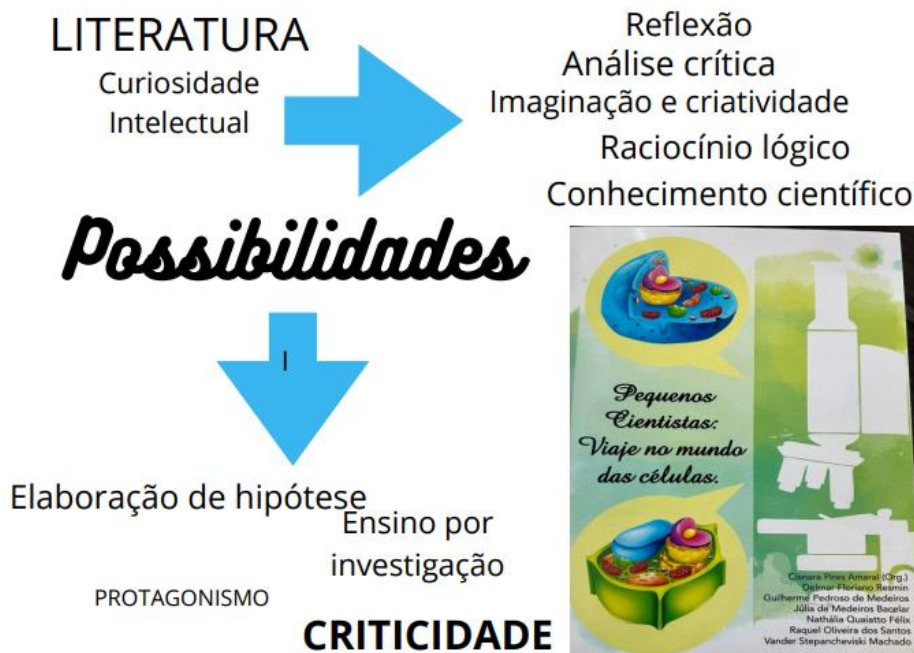 LITERATURA
Curiosidade
Intelectual
Reflexão
Análise crítica
Imaginação e criatividade
Raciocínio lógico
Conhecimento científico
Possibilidades
I
Elaboração de hipótese
Ensino por
investigação
PROTAGONISMO
CRITICIDADE
Pequenos
Cientistas:
Viaje no mundo
das células.
Cisnara Pires Amaral (Org.)
Delmar Floriano Resmin
Guilherme Pedroso de Medeiros
Júlia de Medeiros Bacelar
Nathália Quaiatto Félix
Raquel Oliveira dos Santos
Vander Stepancheviski Machado